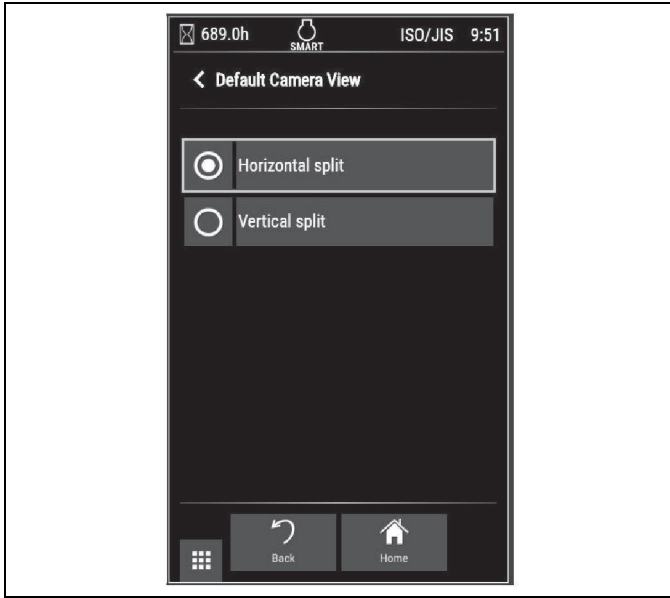 689.0h SMART ISO/JIS 9:51
Default Camera View
Horizontal split
Vertical split
Back Home